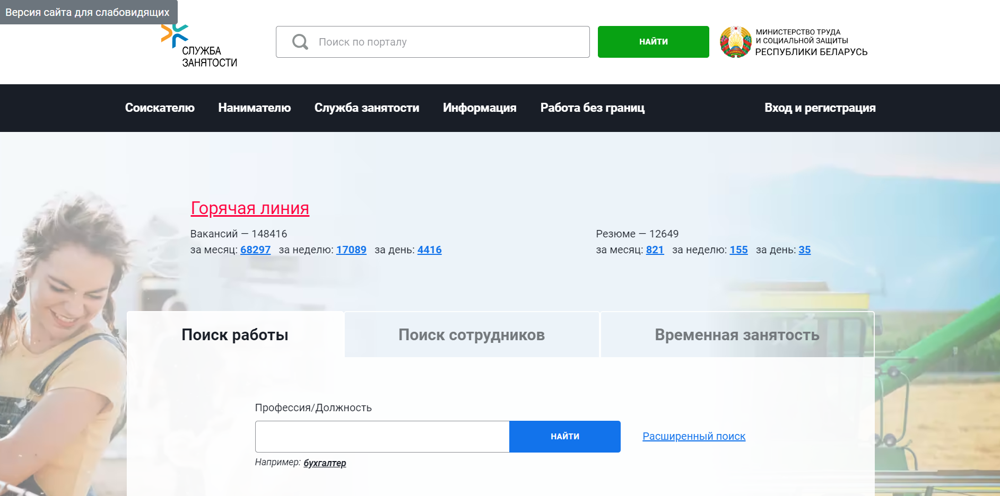 Версия сайта для слабовидящих
СЛУЖБА
ЗАНЯТОСТИ
Поиск по порталу
НАЙТИ
МИНИСТЕРСТВО ТРУДА
И СОЦИАЛЬНОЙ ЗАЩИТЫ
РЕСПУБЛИКИ БЕЛАРУСЬ
Соискателю Нанимателю Служба занятости Информация Работа без границ Вход и регистрация
Горячая линия
Вакансий — 148416
за месяц: 68297 за неделю: 17089 за день: 4416
Резюме — 12649
за месяц: 821 за неделю: 155 за день: 35
Поиск работы Поиск сотрудников Временная занятость
Профессия/Должность
НАЙТИ Расширенный поиск
Например: бухгалтер